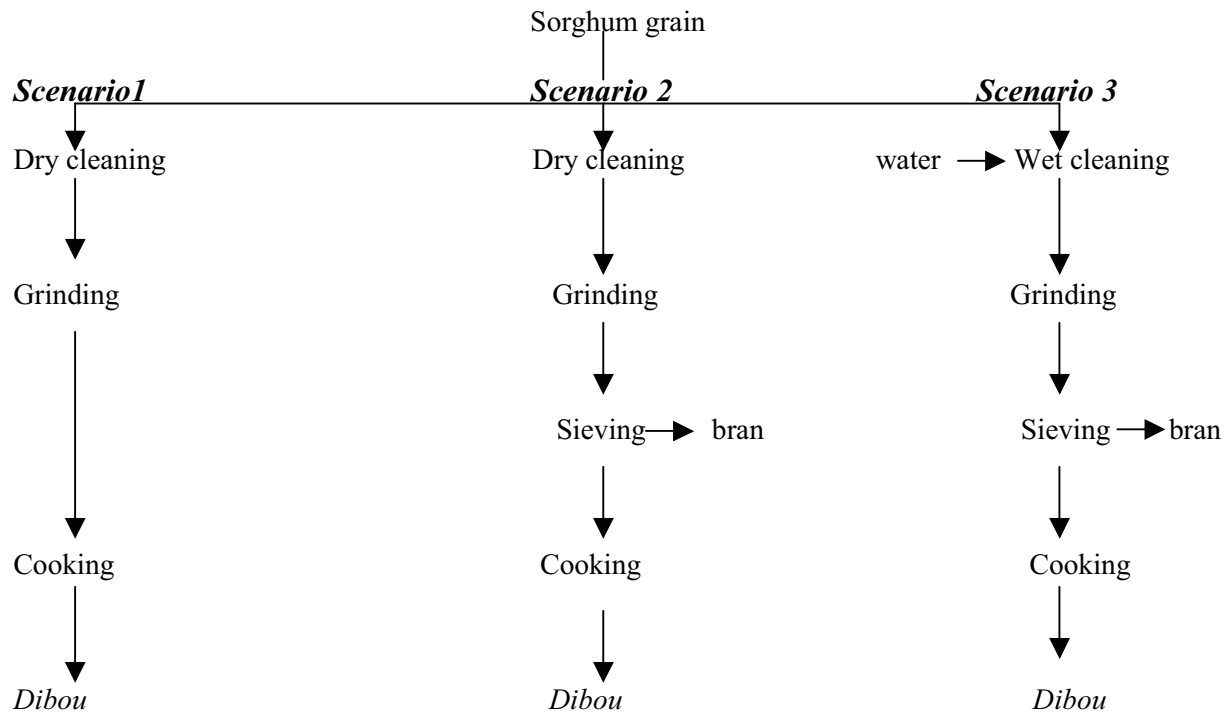 Sorghum grain
Scenario1 Scenario 2 Scenario 3
Dry cleaning Dry cleaning water Wet cleaning
Grinding Grinding Grinding
Sieving bran Sieving bran
Cooking Cooking Cooking
Dibou Dibou Dibou